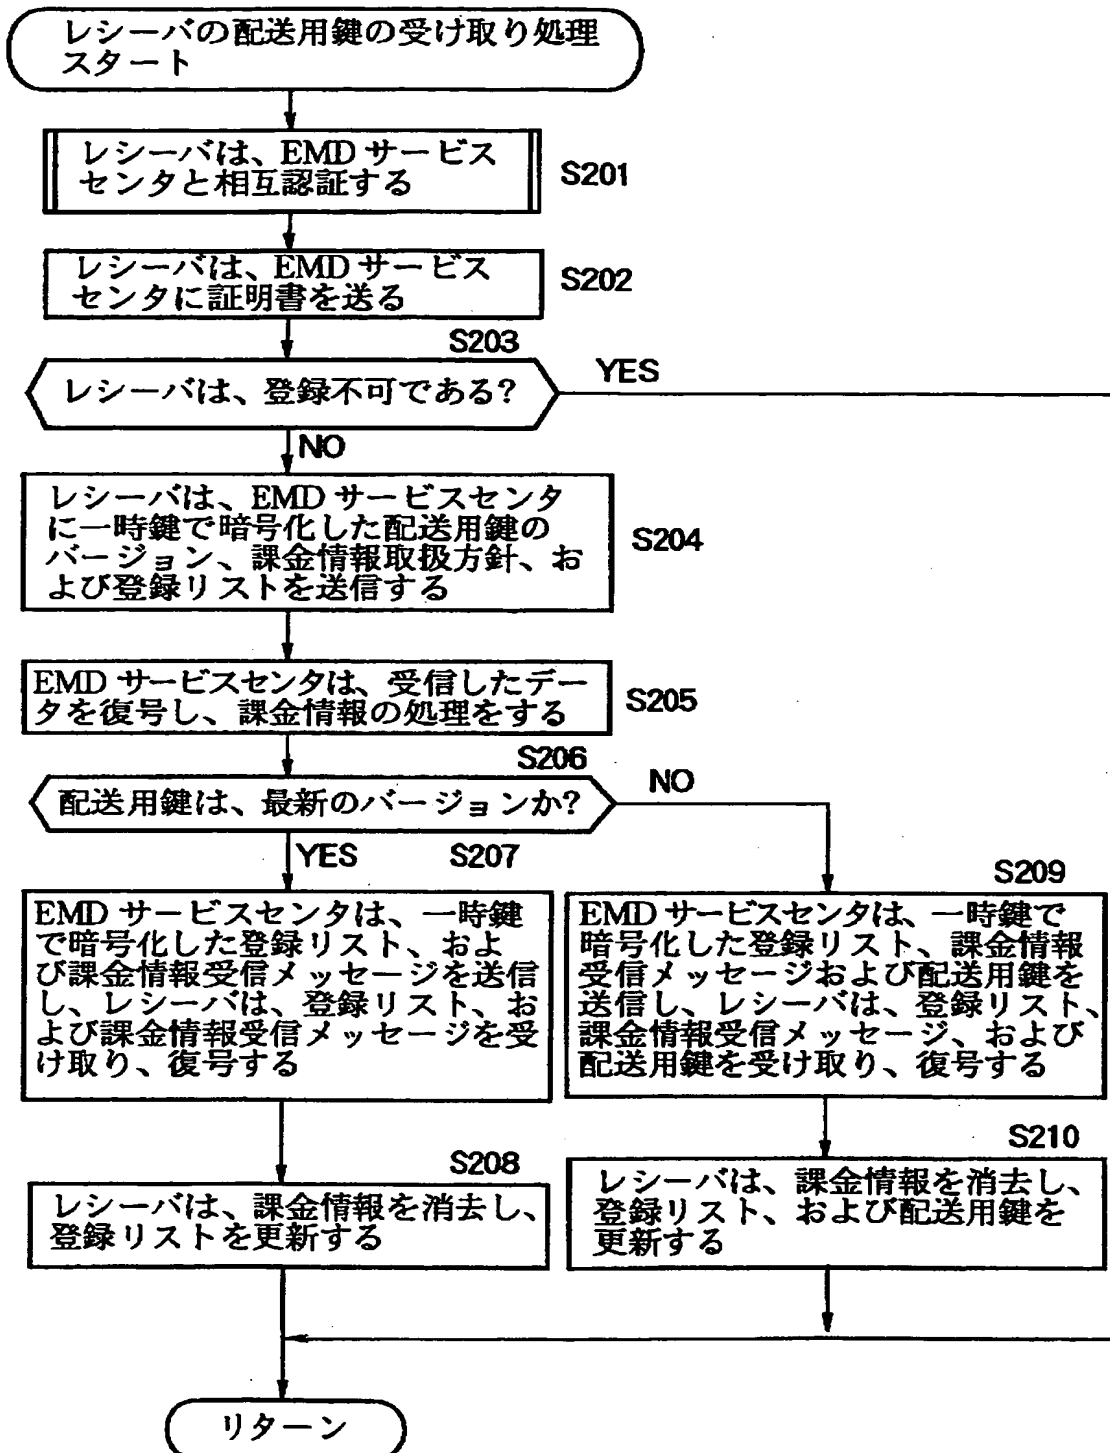 レシーバの配送用鍵の受け取り処理
スタート
レシーバは、EMD サービス
センタと相互認証する
S201
レシーバは、EMD サービス
センタに証明書を送る
S202
S203
レシーバは、登録不可である?
YES
NO
レシーバは、EMD サービスセンタ
に一時鍵で暗号化した配送用鍵の
バージョン、課金情報取扱方針、お
よび登録リストを送信する
S204
EMD サービスセンタは、受信したデー
タを復号し、課金情報の処理をする
S205
S206
配送用鍵は、最新のバージョンか?
NO
YES
S207
EMD サービスセンタは、一時鍵
で暗号化した登録リスト、およ
び課金情報受信メッセージを送信
し、レシーバは、登録リスト、お
よび課金情報受信メッセージを受
け取り、復号する
S209
EMD サービスセンタは、一時鍵で
暗号化した登録リスト、課金情報
受信メッセージおよび配送用鍵を
送信し、レシーバは、登録リスト、
課金情報受信メッセージ、および
配送用鍵を受け取り、復号する
S208
レシーバは、課金情報を消去し、
登録リストを更新する
S210
レシーバは、課金情報を消去し、
登録リスト、および配送用鍵を
更新する
リターン